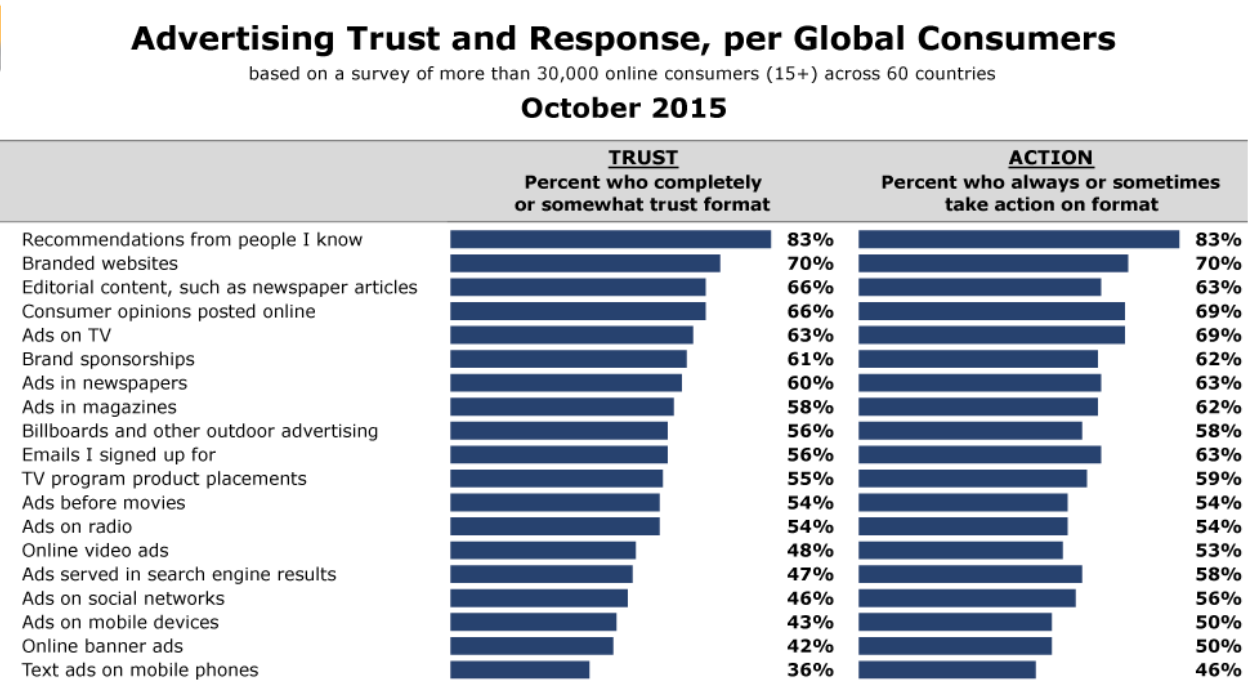 Advertising Trust and Response, per Global Consumers
based on a survey of more than 30,000 online consumers (15+) across 60 countries
October 2015
TRUST ACTION
Percent who completely Percent who always or sometimes
or somewhat trust format take action on format
Recommendations from people I know 83% 83%
Branded websites 70% 70%
Editorial content, such as newspaper articles 66% 63%
Consumer opinions posted online 66% 69%
Ads on TV 63% 69%
Brand sponsorships 61% 62%
Ads in newspapers 60% 63%
Ads in magazines 58% 62%
Billboards and other outdoor advertising 56% 58%
Emails I signed up for 56% 63%
TV program product placements 55% 59%
Ads before movies 54% 54%
Ads on radio 54% 54%
Online video ads 48% 53%
Ads served in search engine results 47% 58%
Ads on social networks 46% 56%
Ads on mobile devices 43% 50%
Online banner ads 42% 50%
Text ads on mobile phones 36% 46%